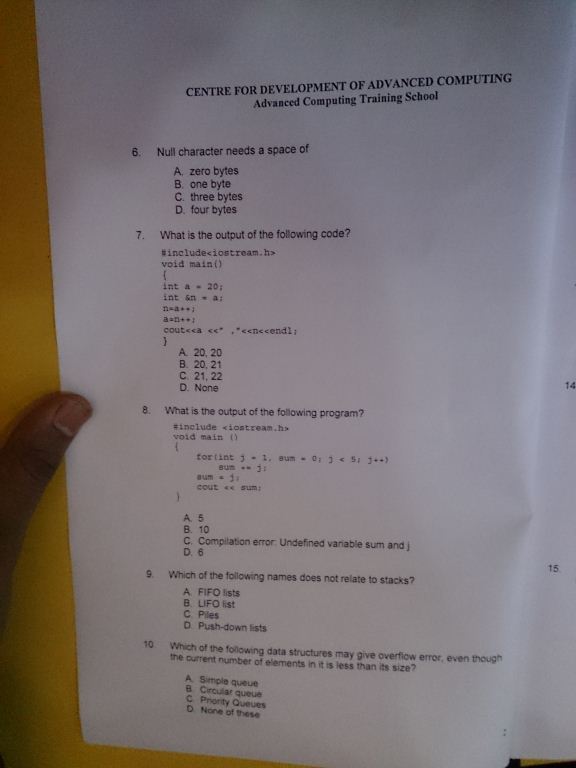 CENTRE FOR DEVELOPMENT OF ADVANCED COMPUTING
Advanced Computing Training School
6. Null character needs a space of
A. zero bytes
B. one byte
C. three bytes
D. four bytes
7. What is the output of the following code?
#include<iostream.h>
void main()
{
int a = 20;
int &n = a;
n=a++;
a=n++;
cout<<a <<" ,"<<n<<endl;
}
A. 20, 20
B. 20, 21
C. 21, 22
D. None
8. What is the output of the following program?
#include <iostream.h>
void main ()
{
for(int j = 1, sum = 0; j < 5; j++)
sum += j;
sum = j;
cout << sum;
}
A. 5
B. 10
C. Compilation error: Undefined variable sum and j
D. 6
9. Which of the following names does not relate to stacks?
A. FIFO lists
B. LIFO list
C. Piles
D. Push-down lists
10 Which of the following data structures may give overflow error, even though
the current number of elements in it is less than its size?
A. Simple queue
B. Circular queue
C. Priority Queues
D. None of these
14
15.